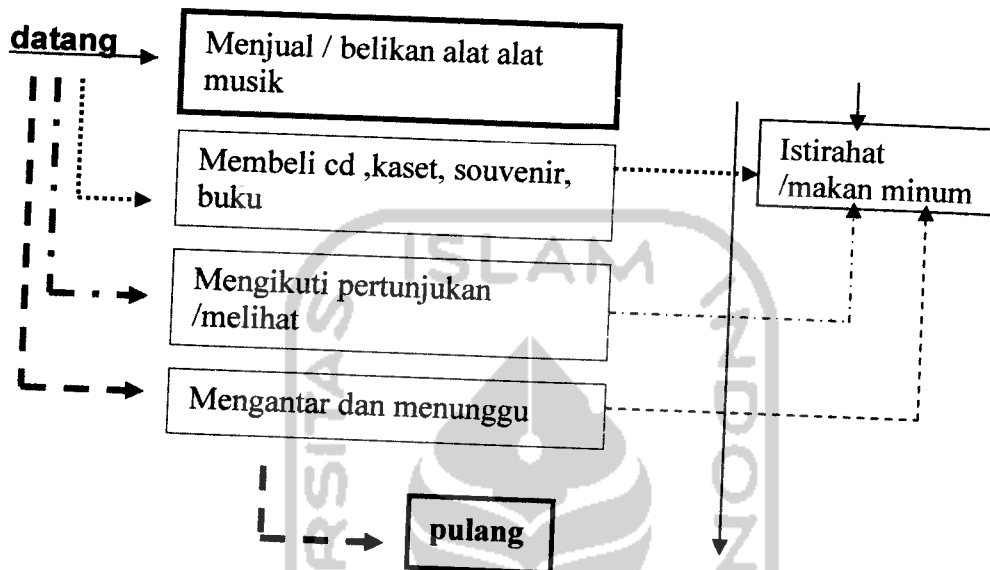 datang
Menjual / belikan alat alat
musik
Membeli cd ,kaset, souvenir,
buku
Istirahat
/makan minum
Mengikuti pertunjukan
/melihat
Mengantar dan menunggu
pulang
ISLAM